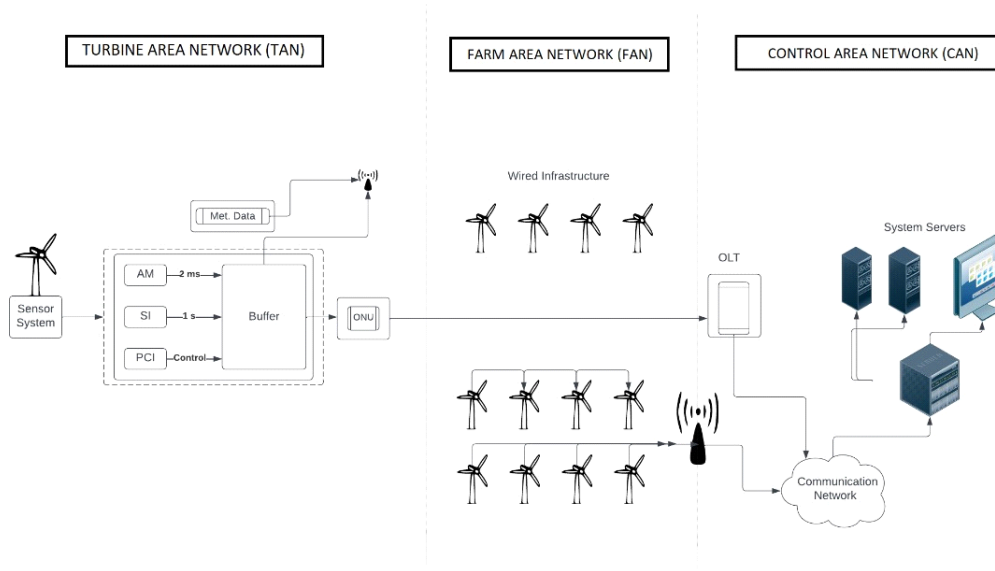 TURBINE AREA NETWORK (TAN)
FARM AREA NETWORK (FAN)
CONTROL AREA NETWORK (CAN)
Wired Infrastructure
Met. Data
System Servers
OLT
AM
2 ms
Sensor
System
SI
1 s
Buffer
ONU
PCI
Control
Communication
Network